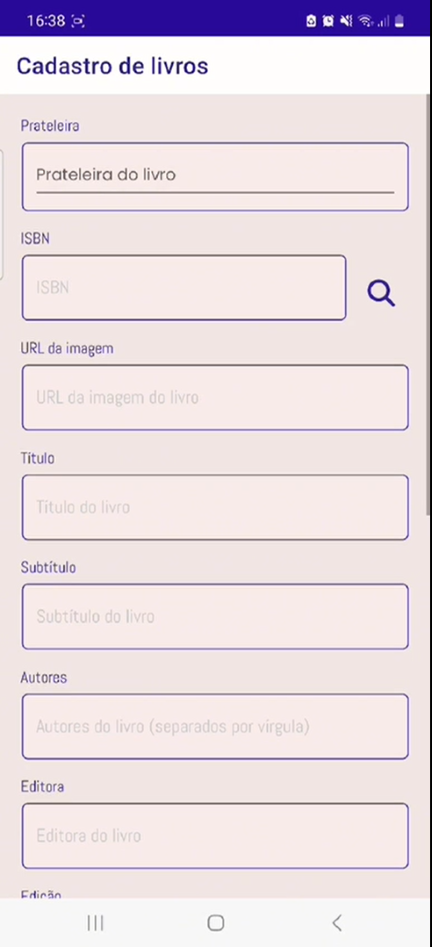 16:38
Cadastro de livros
Prateleira
Prateleira do livro
ISBN
ISBN
URL da imagem
URL da imagem do livro
Título
Título do livro
Subtítulo
Subtítulo do livro
Autores
Autores do livro (separados por vírgula)
Editora
Editora do livro
Edição